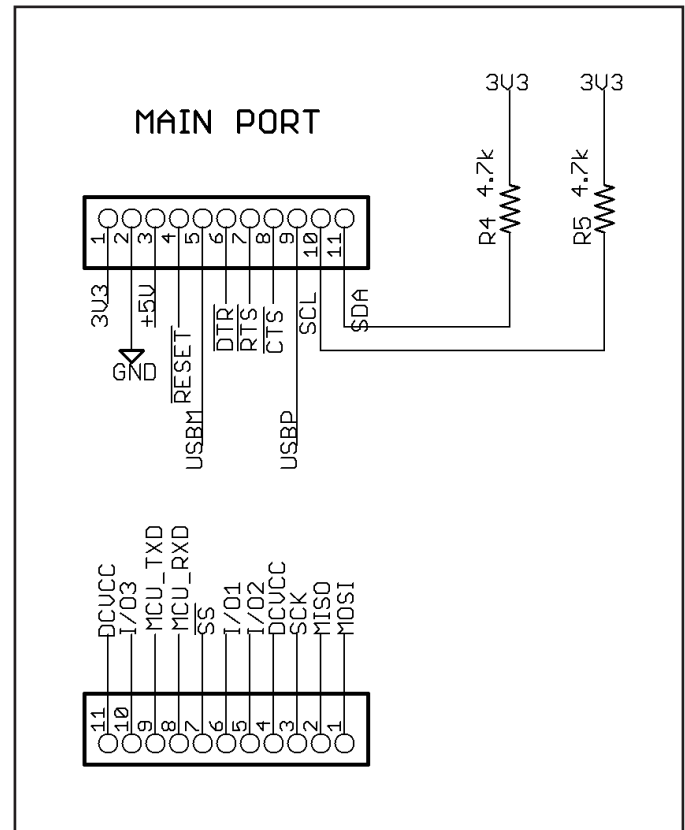 3V3 3V3
MAIN PORT
4.7k 4.7k
R4 R5
1 2 3 4 5 6 7 8 9 10 11
3V3
GND
+5V
RESET
USBM
DTR
RTS
CTS
USBP
SCL
SDA
DCVCC
I/O3
MCU_TXD
MCU_RXD
SS
I/O1
I/O2
DCVCC
SCK
MISO
MOSI
11 10 9 8 7 6 5 4 3 2 1